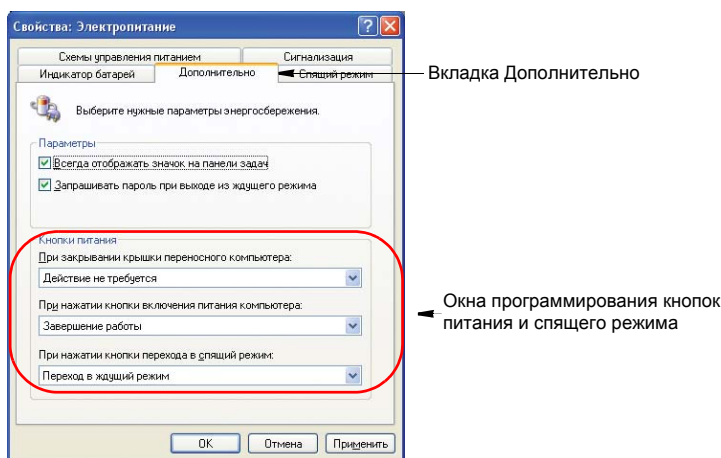 Свойства: Электропитание
Схемы управления питанием
Сигнализация
Индикатор батарей
Дополнительно
Спящий режим
Вкладка Дополнительно
Выберите нужные параметры энергосбережения.
Параметры
Всегда отображать значок на панели задач
Запрашивать пароль при выходе из ждущего режима
Кнопки питания
При закрывании крышки переносного компьютера:
Действие не требуется
При нажатии кнопки включения питания компьютера:
Завершение работы
При нажатии кнопки перехода в спящий режим:
Переход в ждущий режим
Окна программирования кнопок
питания и спящего режима
OK
Отмена
Применить